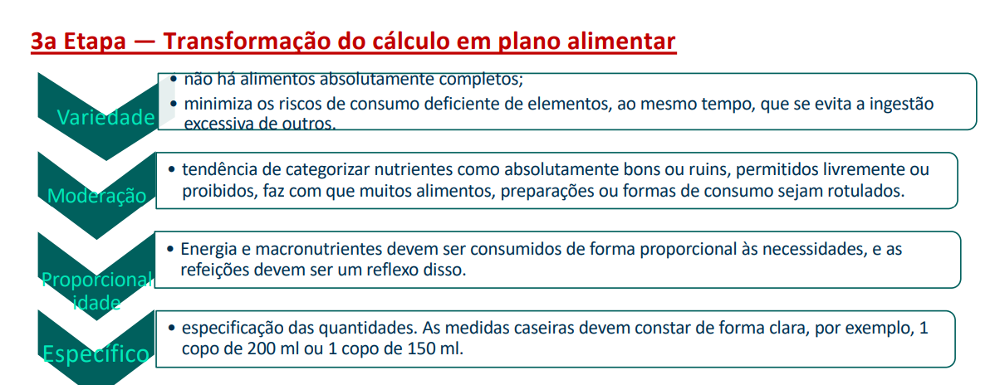 3a Etapa — Transformação do cálculo em plano alimentar
Variedade
• não há alimentos absolutamente completos;
• minimiza os riscos de consumo deficiente de elementos, ao mesmo tempo, que se evita a ingestão
excessiva de outros.
Moderação
• tendência de categorizar nutrientes como absolutamente bons ou ruins, permitidos livremente ou
proibidos, faz com que muitos alimentos, preparações ou formas de consumo sejam rotulados.
Proporcional
idade
• Energia e macronutrientes devem ser consumidos de forma proporcional às necessidades, e as
refeições devem ser um reflexo disso.
Específico
• especificação das quantidades. As medidas caseiras devem constar de forma clara, por exemplo, 1
copo de 200 ml ou 1 copo de 150 ml.